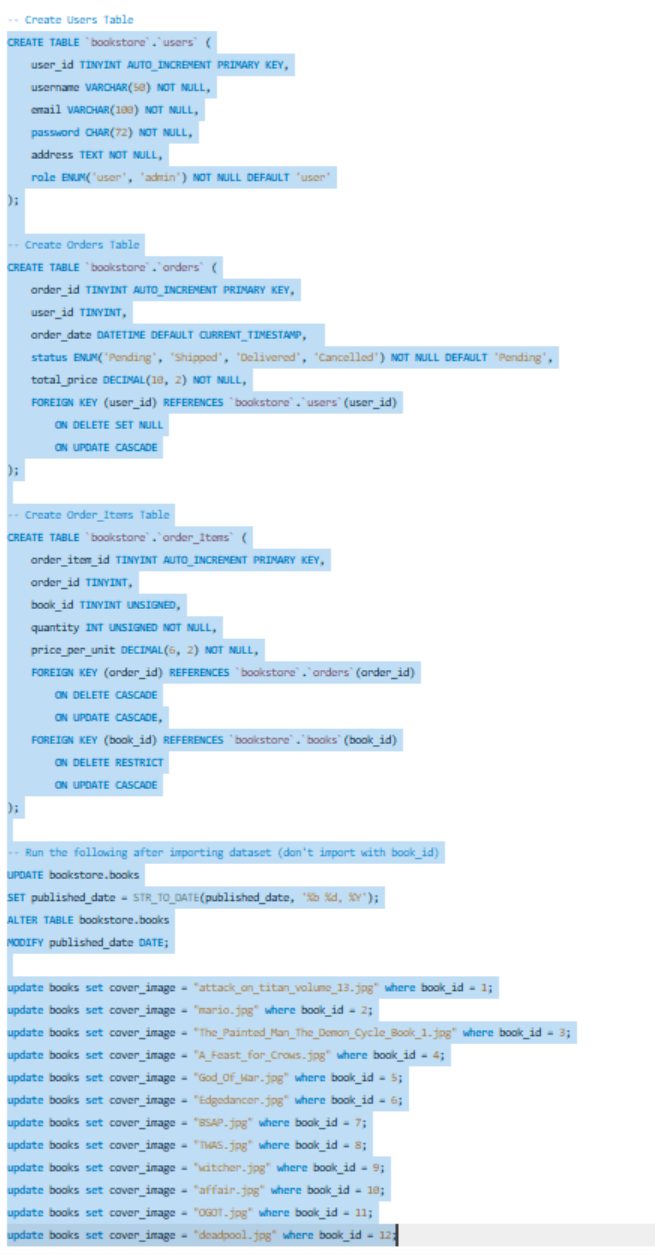 -- Create Users Table
CREATE TABLE `bookstore`.`users` (
    user_id TINYINT AUTO_INCREMENT PRIMARY KEY,
    username VARCHAR(50) NOT NULL,
    email VARCHAR(100) NOT NULL,
    password CHAR(72) NOT NULL,
    address TEXT NOT NULL,
    role ENUM('user', 'admin') NOT NULL DEFAULT 'user'
);
-- Create Orders Table
CREATE TABLE `bookstore`.`orders` (
    order_id TINYINT AUTO_INCREMENT PRIMARY KEY,
    user_id TINYINT,
    order_date DATETIME DEFAULT CURRENT_TIMESTAMP,
    status ENUM('Pending', 'Shipped', 'Delivered', 'Cancelled') NOT NULL DEFAULT 'Pending',
    total_price DECIMAL(10, 2) NOT NULL,
    FOREIGN KEY (user_id) REFERENCES `bookstore`.`users`(user_id)
        ON DELETE SET NULL
        ON UPDATE CASCADE
);
-- Create Order_Items Table
CREATE TABLE `bookstore`.`order_Items` (
    order_item_id TINYINT AUTO_INCREMENT PRIMARY KEY,
    order_id TINYINT,
    book_id TINYINT UNSIGNED,
    quantity INT UNSIGNED NOT NULL,
    price_per_unit DECIMAL(6, 2) NOT NULL,
    FOREIGN KEY (order_id) REFERENCES `bookstore`.`orders`(order_id)
        ON DELETE CASCADE
        ON UPDATE CASCADE,
    FOREIGN KEY (book_id) REFERENCES `bookstore`.`books`(book_id)
        ON DELETE RESTRICT
        ON UPDATE CASCADE
);
-- Run the following after importing dataset (don't import with book_id)
UPDATE bookstore.books
SET published_date = STR_TO_DATE(published_date, '%b %d, %Y');
ALTER TABLE bookstore.books
MODIFY published_date DATE;
update books set cover_image = "attack_on_titan_volume_13.jpg" where book_id = 1;
update books set cover_image = "mario.jpg" where book_id = 2;
update books set cover_image = "The_Painted_Man_The_Demon_Cycle_Book_1.jpg" where book_id = 3;
update books set cover_image = "A_Feast_for_Crows.jpg" where book_id = 4;
update books set cover_image = "God_Of_War.jpg" where book_id = 5;
update books set cover_image = "Edgedancer.jpg" where book_id = 6;
update books set cover_image = "BSAP.jpg" where book_id = 7;
update books set cover_image = "TWAS.jpg" where book_id = 8;
update books set cover_image = "witcher.jpg" where book_id = 9;
update books set cover_image = "affair.jpg" where book_id = 10;
update books set cover_image = "OGOT.jpg" where book_id = 11;
update books set cover_image = "deadpool.jpg" where book_id = 12;